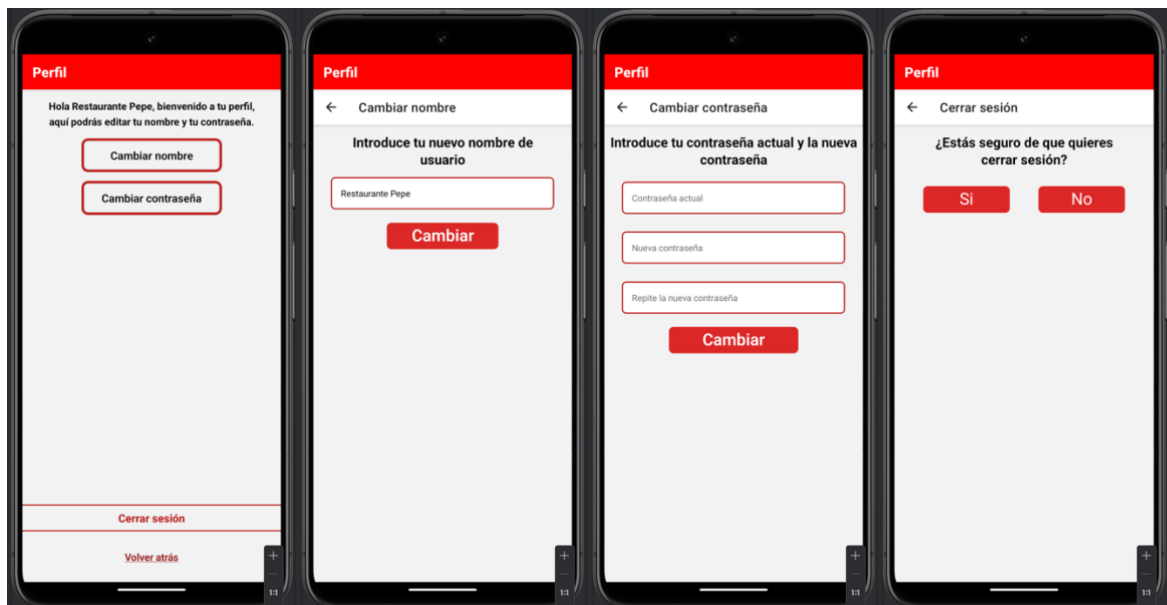 Perfil
Hola Restaurante Pepe, bienvenido a tu perfil,
aquí podrás editar tu nombre y tu contraseña.
Cambiar nombre
Cambiar contraseña
Cerrar sesión
Volver atrás
+
1:1
Perfil
← Cambiar nombre
Introduce tu nuevo nombre de
usuario
Restaurante Pepe
Cambiar
+
1:1
Perfil
← Cambiar contraseña
Introduce tu contraseña actual y la nueva
contraseña
Contraseña actual
Nueva contraseña
Repite la nueva contraseña
Cambiar
+
1:1
Perfil
← Cerrar sesión
¿Estás seguro de que quieres
cerrar sesión?
Si No
+
1:1